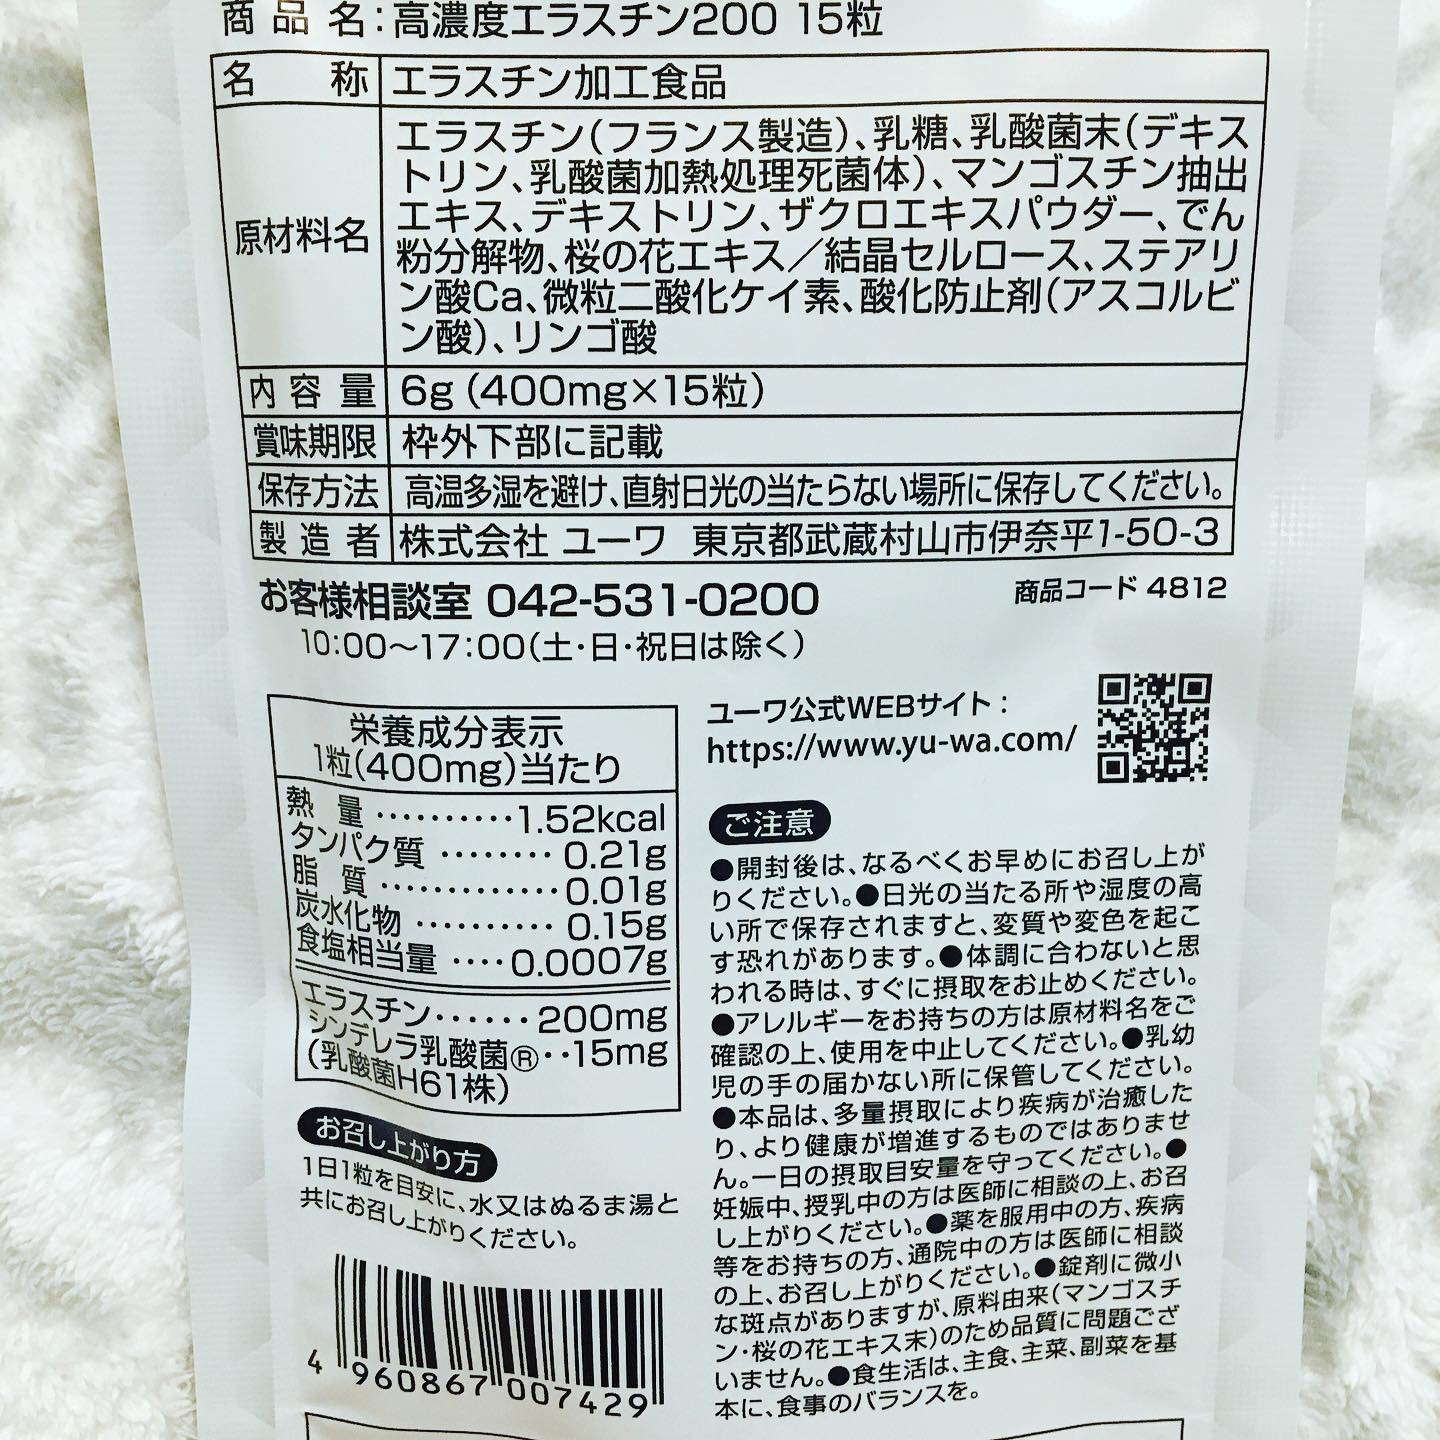 商品名:高濃度エラスチン200 15粒
名称 エラスチン加工食品
原材料名 エラスチン(フランス製造)、乳糖、乳酸菌末(デキス
トリン、乳酸菌加熱処理死菌体)、マンゴスチン抽出
エキス、デキストリン、ザクロエキスパウダー、でん
粉分解物、桜の花エキス/結晶セルロース、ステアリ
ン酸Ca、微粒二酸化ケイ素、酸化防止剤(アスコルビ
ン酸)、リンゴ酸
内容量 6g(400mg×15粒)
賞味期限 枠外下部に記載
保存方法 高温多湿を避け、直射日光の当たらない場所に保存してください。
製造者 株式会社 ユーワ 東京都武蔵村山市伊奈平1-50-3
お客様相談室 042-531-0200
商品コード 4812
10:00〜17:00(土・日・祝日は除く)
栄養成分表示
1粒(400mg)当たり
熱量··········1.52kcal
タンパク質········0.21g
脂質·············0.01g
炭水化物··········0.15g
食塩相当量····0.0007g
エラスチン······200mg
シンデレラ乳酸菌®··15mg
(乳酸菌H61株)
お召し上がり方
1日1粒を目安に、水又はぬるま湯と
共にお召し上がりください。
4 960867 007429
ユーワ公式WEBサイト:
https://www.yu-wa.com/
ご注意
●開封後は、なるべくお早めにお召し上が
りください。●日光の当たる所や湿度の高
い所で保存されますと、変質や変色を起こ
す恐れがあります。●体調に合わないと思
われる時は、すぐに摂取をお止めください。
●アレルギーをお持ちの方は原材料名をご
確認の上、使用を中止してください。●乳幼
児の手の届かない所に保管してください。
●本品は、多量摂取により疾病が治癒した
り、より健康が増進するものではありませ
ん。一日の摂取目安量を守ってください。●
妊娠中、授乳中の方は医師に相談の上、お召
し上がりください。●薬を服用中の方、疾病
等をお持ちの方、通院中の方は医師に相談
の上、お召し上がりください。●錠剤に微小
な斑点がありますが、原料由来(マンゴスチ
ン・桜の花エキス末)のため品質に問題ござ
いません。●食生活は、主食、主菜、副菜を基
本に、食事のバランスを。